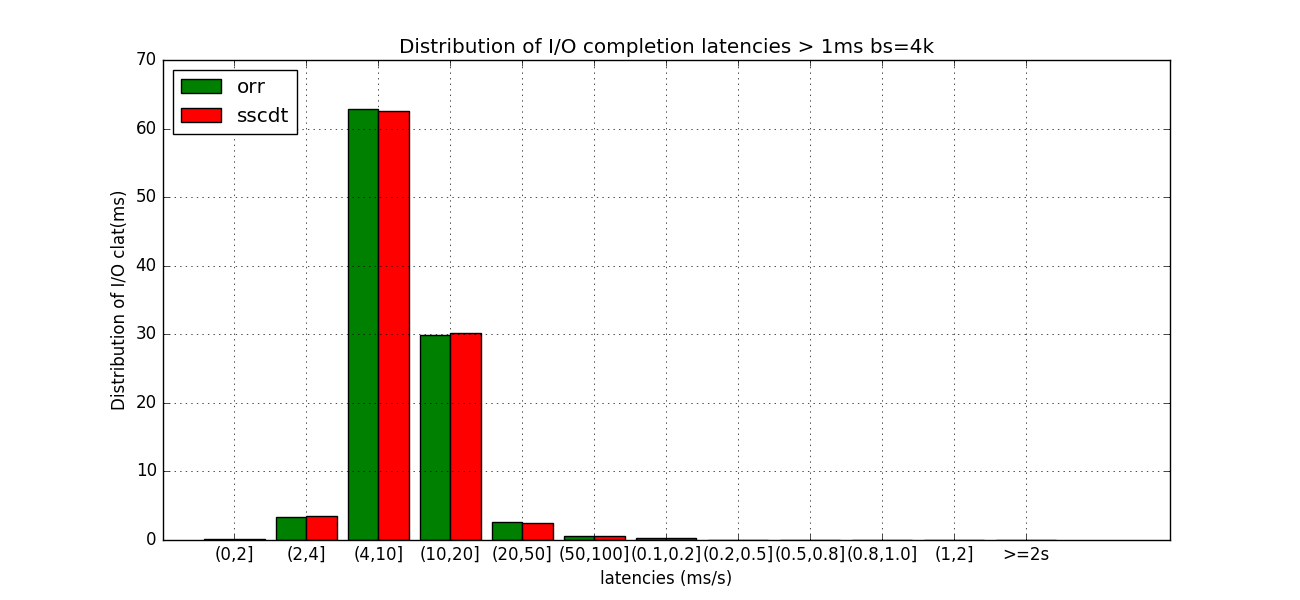 Distribution of I/O completion latencies > 1ms bs=4k
orr
sscdt
Distribution of I/O clat(ms)
70
60
50
40
30
20
10
0
(0,2] (2,4] (4,10] (10,20] (20,50] (50,100] (0.1,0.2] (0.2,0.5] (0.5,0.8] (0.8,1.0] (1,2] >=2s
latencies (ms/s)